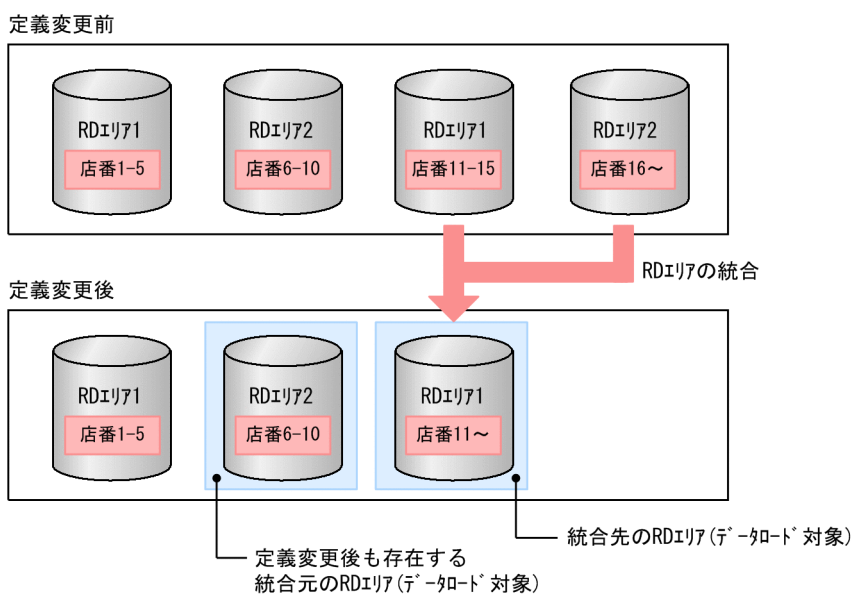 定義変更前
RDｴﾘｱ1 RDｴﾘｱ2 RDｴﾘｱ1 RDｴﾘｱ2
店番1-5 店番6-10 店番11-15 店番16～
RDｴﾘｱの統合
定義変更後
RDｴﾘｱ1 RDｴﾘｱ2 RDｴﾘｱ1
店番1-5 店番6-10 店番11～
統合先のRDｴﾘｱ(ﾃﾞｰﾀﾛｰﾄﾞ対象)
定義変更後も存在する
統合元のRDｴﾘｱ(ﾃﾞｰﾀﾛｰﾄﾞ対象)